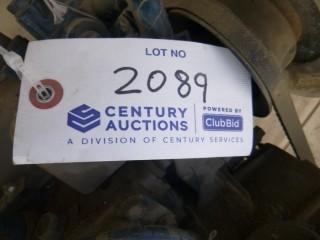 LOT NO
2089
CENTURY
AUCTIONS
POWERED BY
ClubBid
A DIVISION OF CENTURY SERVICES